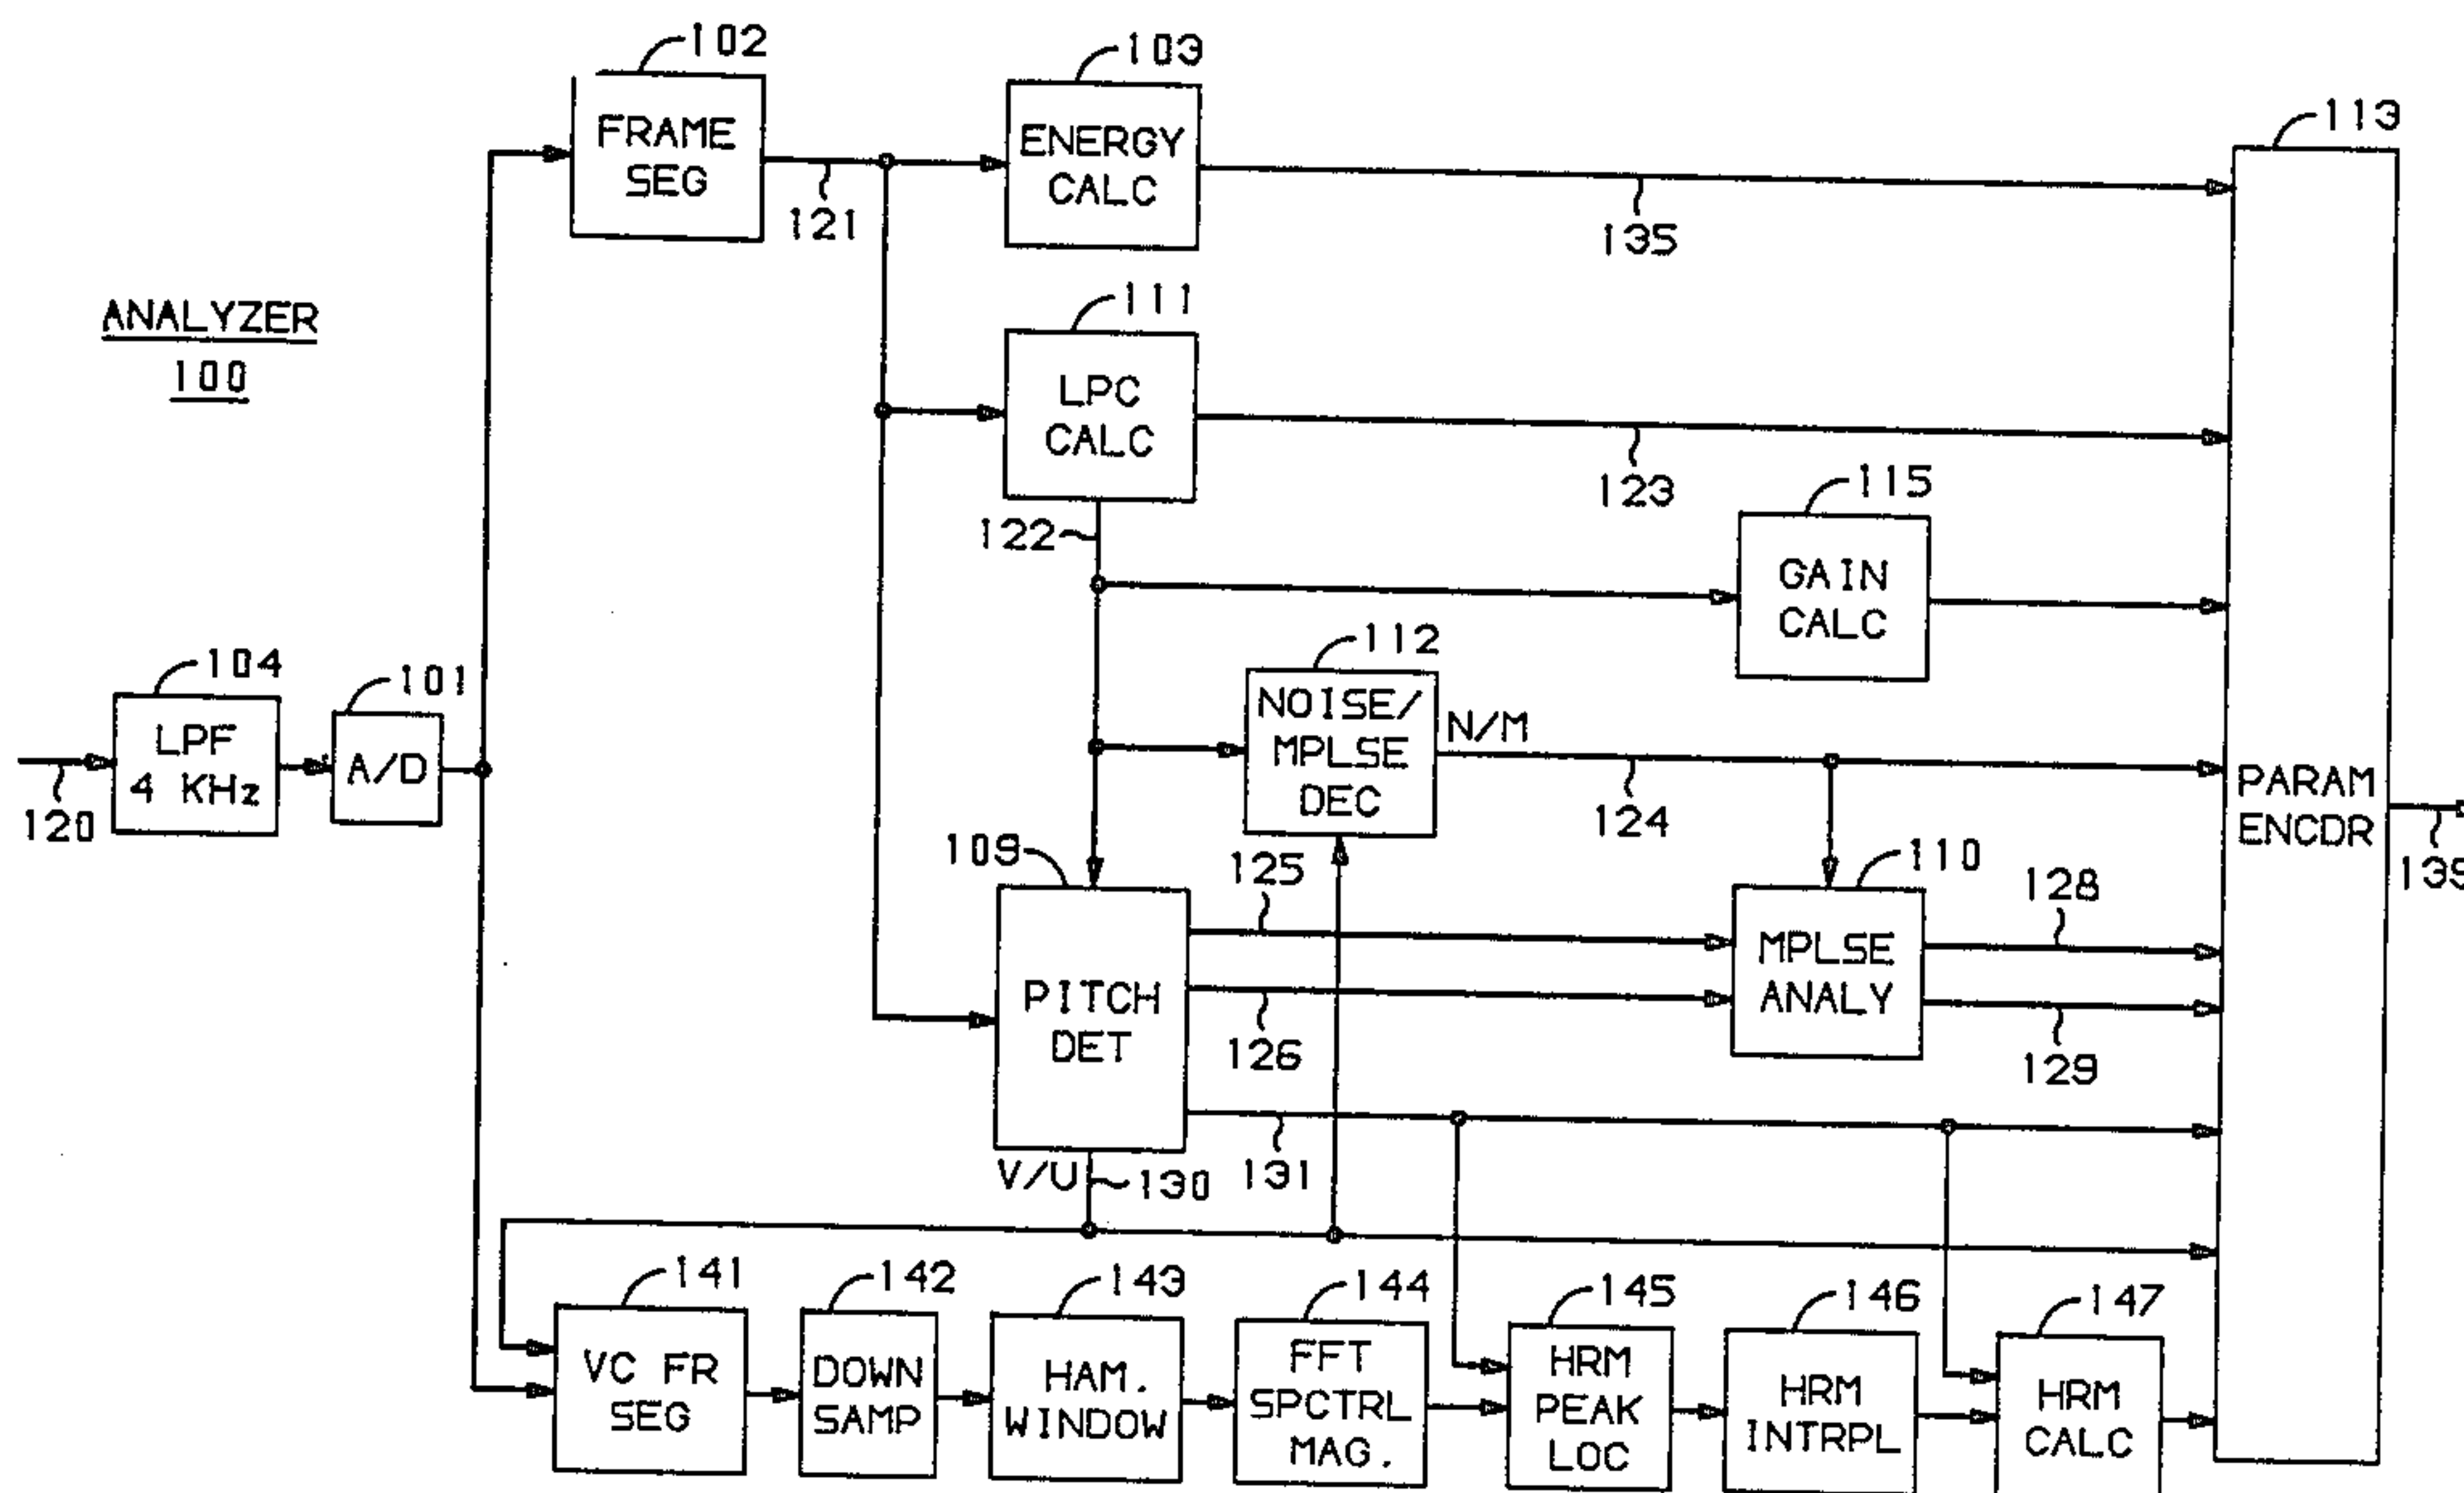 102
103
113
FRAME
SEG
ENERGY
CALC
121
135
ANALYZER
100
111
LPC
CALC
123
122
115
GAIN
CALC
104
101
112
LPF
4 KHz
A/D
NOISE/
MPLSE
DEC
N/M
120
124
PARAM
ENCDR
109
125
110
128
PITCH
DET
MPLSE
ANALY
126
129
V/U
130
131
141
142
143
144
145
146
147
VC FR
SEG
DOWN
SAMP
HAM.
WINDOW
FFT
SPCTRL
MAG.
HRM
PEAK
LOC
HRM
INTRPL
HRM
CALC